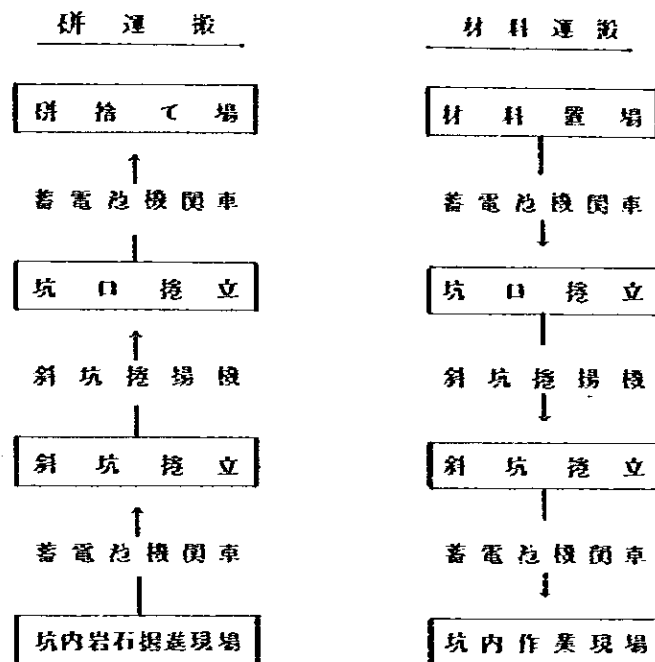 硑運搬
硑捨て場
蓄電池機関車
坑口捲立
斜坑捲揚機
斜坑捲立
蓄電池機関車
坑内岩石掘進現場
材料運搬
材料置場
蓄電池機関車
坑口捲立
斜坑捲揚機
斜坑捲立
蓄電池機関車
坑内作業現場